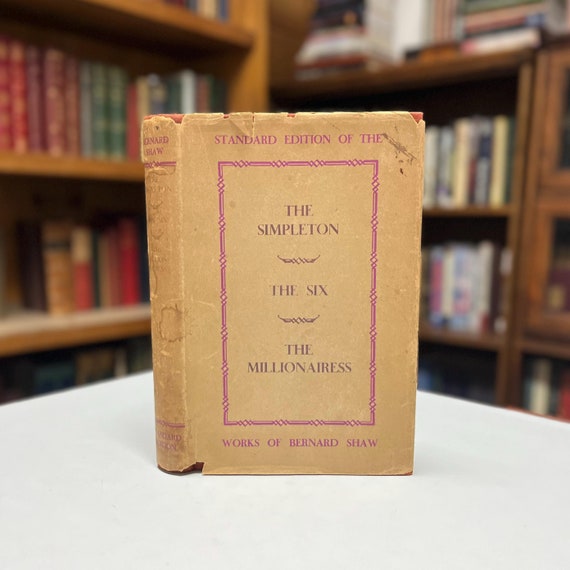 BERNARD
SHAW
STANDARD EDITION OF THE
THE
SIMPLETON
THE SIX
THE
MILLIONAIRESS
WORKS OF BERNARD SHAW